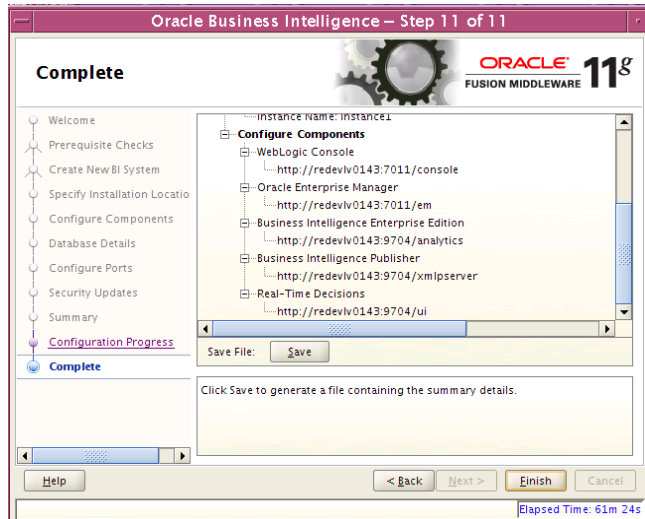 Oracle Business Intelligence – Step 11 of 11
Complete
ORACLE®
FUSION MIDDLEWARE 11g
Welcome
Prerequisite Checks
Create New BI System
Specify Installation Locatio
Configure Components
Database Details
Configure Ports
Security Updates
Summary
Configuration Progress
Complete
Instance Name: Instance1
Configure Components
WebLogic Console
http://redevlv0143:7011/console
Oracle Enterprise Manager
http://redevlv0143:7011/em
Business Intelligence Enterprise Edition
http://redevlv0143:9704/analytics
Business Intelligence Publisher
http://redevlv0143:9704/xmlpserver
Real-Time Decisions
http://redevlv0143:9704/ui
Save File: Save
Click Save to generate a file containing the summary details.
Help < Back Next > Finish Cancel
Elapsed Time: 61m 24s